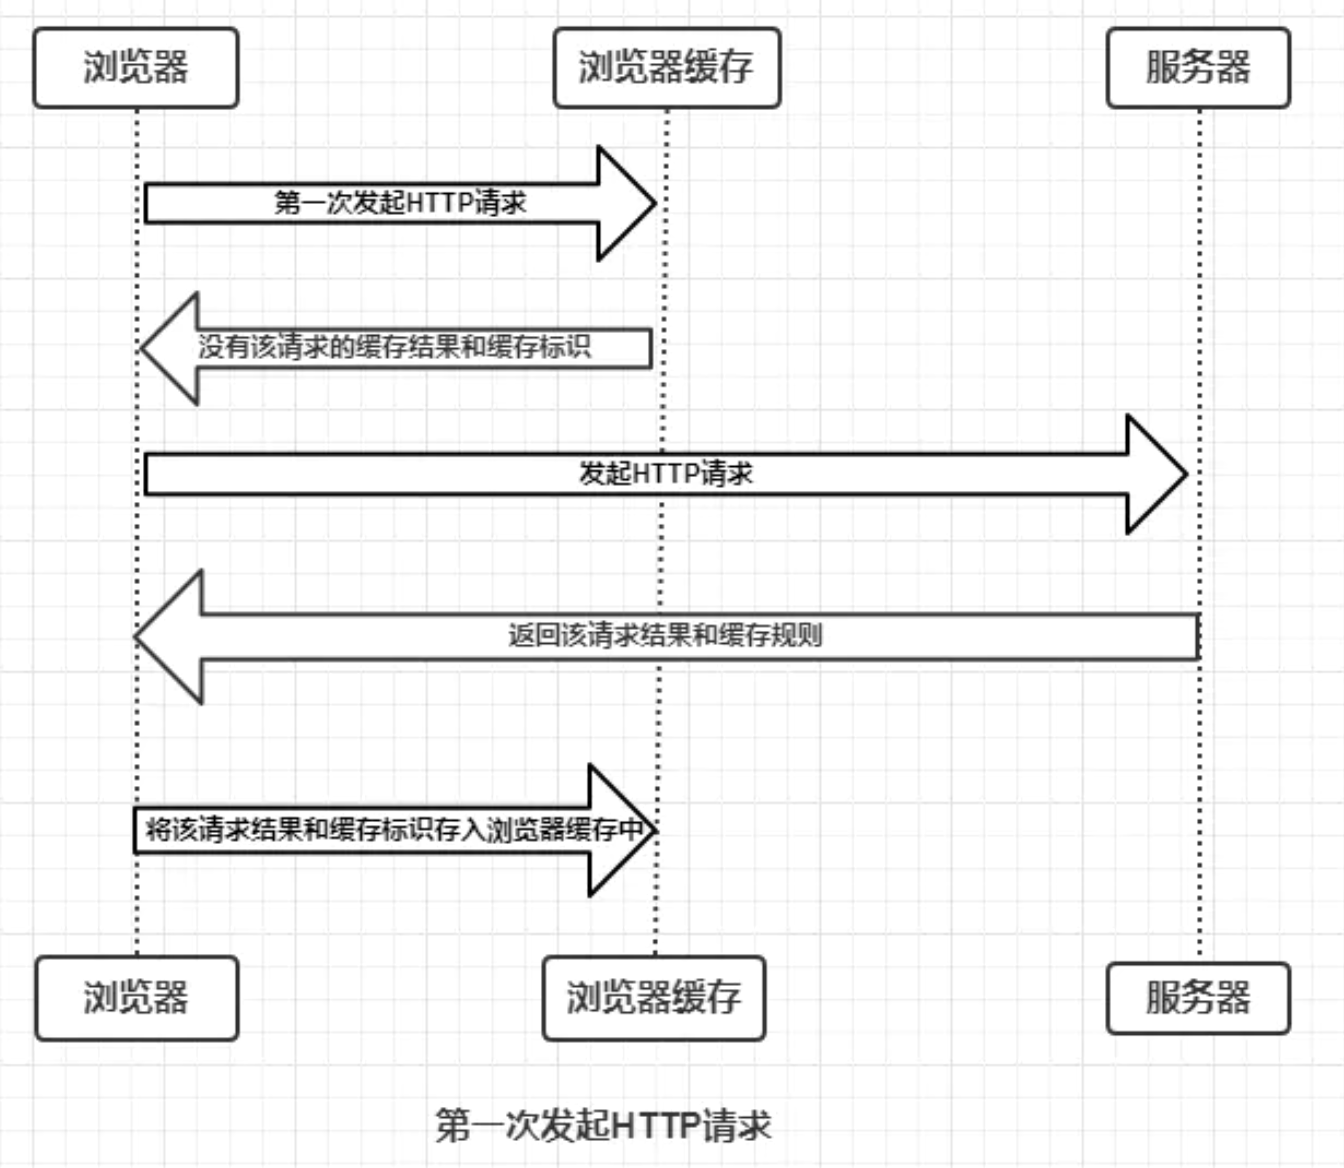 浏览器
浏览器缓存
服务器
第一次发起HTTP请求
没有该请求的缓存结果和缓存标识
发起HTTP请求
返回该请求结果和缓存规则
将该请求结果和缓存标识存入浏览器缓存中
浏览器
浏览器缓存
服务器
第一次发起HTTP请求